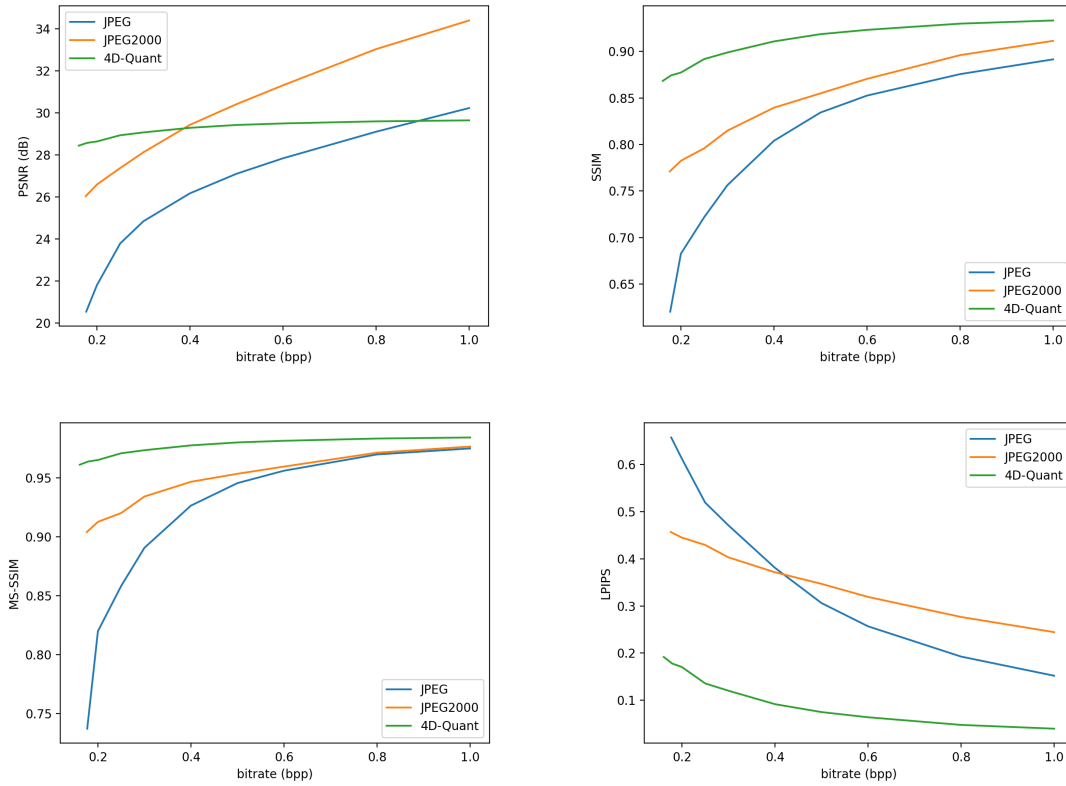 34
32
30
28
26
24
22
20
PSNR (dB)
JPEG
JPEG2000
4D-Quant
0.2 0.4 0.6 0.8 1.0
bitrate (bpp)
0.90
0.85
0.80
0.75
0.70
0.65
SSIM
JPEG
JPEG2000
4D-Quant
0.2 0.4 0.6 0.8 1.0
bitrate (bpp)
0.95
0.90
0.85
0.80
0.75
MS-SSIM
JPEG
JPEG2000
4D-Quant
0.2 0.4 0.6 0.8 1.0
bitrate (bpp)
0.6
0.5
0.4
0.3
0.2
0.1
LPIPS
JPEG
JPEG2000
4D-Quant
0.2 0.4 0.6 0.8 1.0
bitrate (bpp)